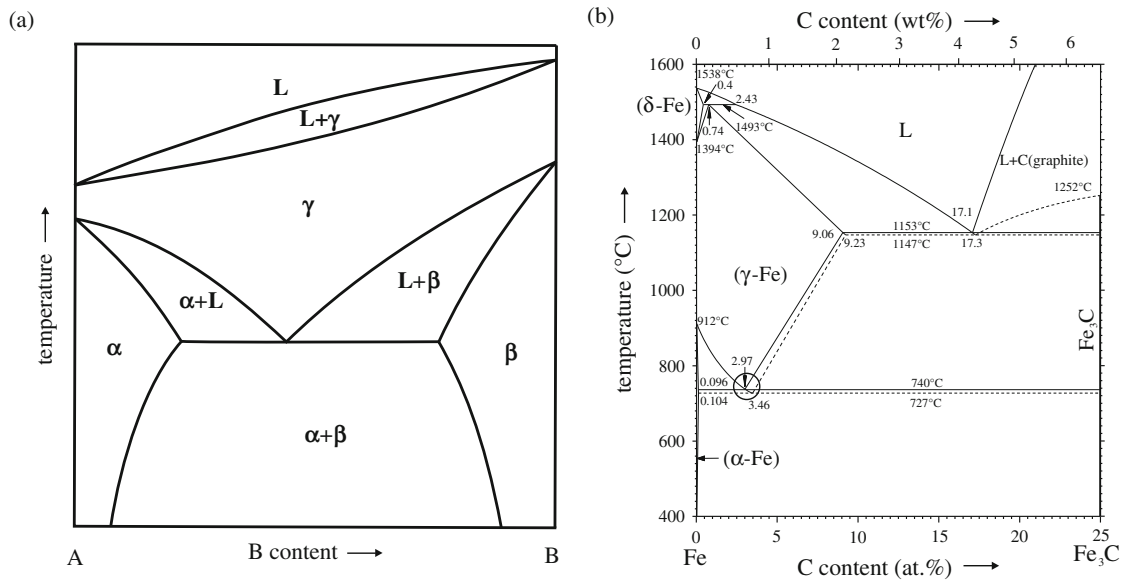 (a)
L
L+γ
γ
α+L
L+β
α
β
α+β
temperature
A
B content
B
(b)
C content (wt%)
0 1 2 3 4 5 6
1600
1400
1200
1000
800
600
400
temperature (°C)
1538°C
0.4
(δ-Fe)
2.43
0.74
1493°C
1394°C
L
L+C(graphite)
1252°C
17.1
1153°C
9.06
9.23
1147°C
17.3
(γ-Fe)
912°C
Fe₃C
2.97
0.096
740°C
0.104
3.46
727°C
(α-Fe)
0 5 10 15 20 25
Fe
Fe₃C
C content (at.%)